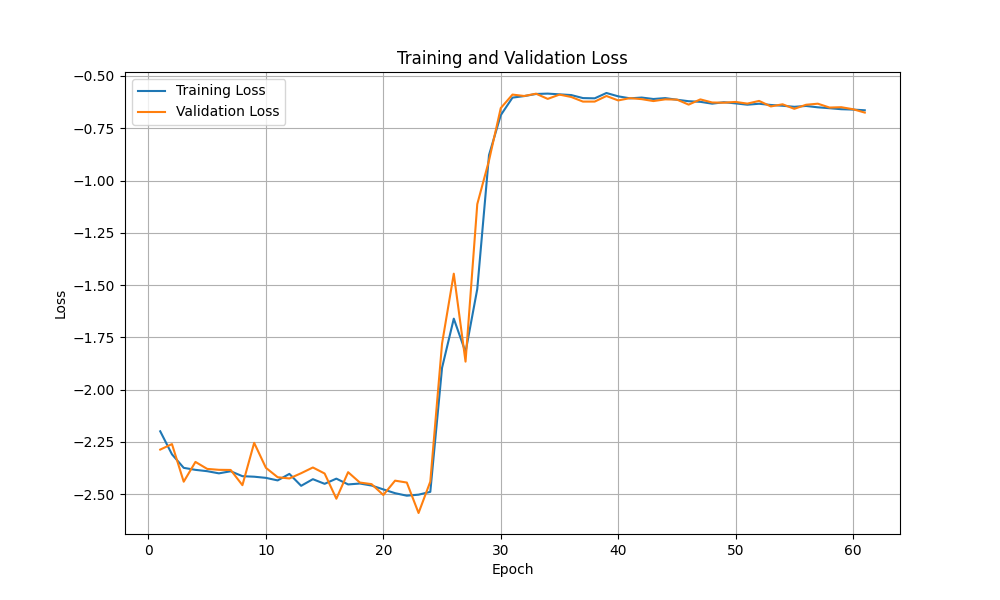 Training and Validation Loss
Training Loss
Validation Loss
−0.50
−0.75
−1.00
−1.25
−1.50
−1.75
−2.00
−2.25
−2.50
Loss
0 10 20 30 40 50 60
Epoch